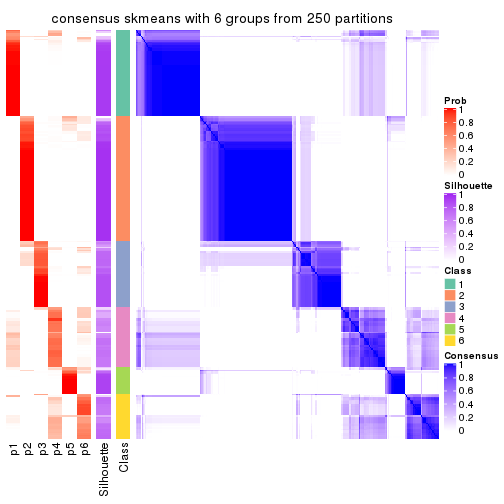 consensus skmeans with 6 groups from 250 partitions
Prob
1
0.8
0.6
0.4
0.2
0
Silhouette
1
0.8
0.6
0.4
0.2
0
Class
1
2
3
4
5
6
Consensus
1
0.8
0.6
0.4
0.2
0
p1
p2
p3
p4
p5
p6
Silhouette
Class